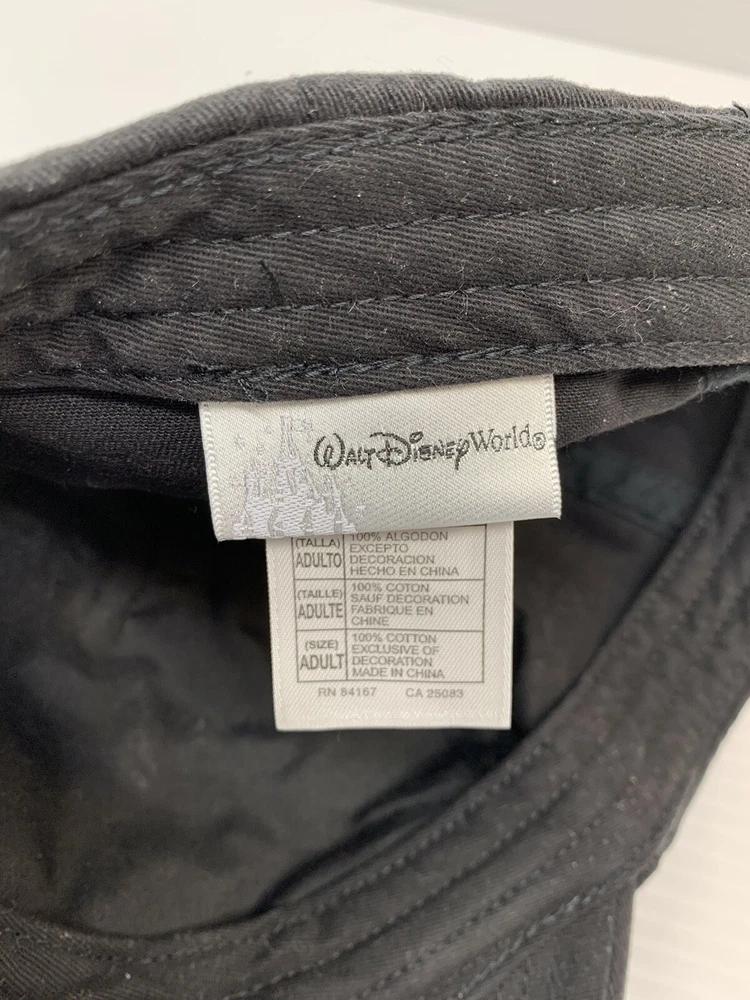 WALT DISNEY World®
(TALLA) 100% ALGODON
ADULTO EXCEPTO
DECORACION
HECHO EN CHINA
(TAILLE) 100% COTON
ADULTE SAUF DECORATION
FABRIQUE EN
CHINE
(SIZE) 100% COTTON
ADULT EXCLUSIVE OF
DECORATION
MADE IN CHINA
RN 84167 CA 25083